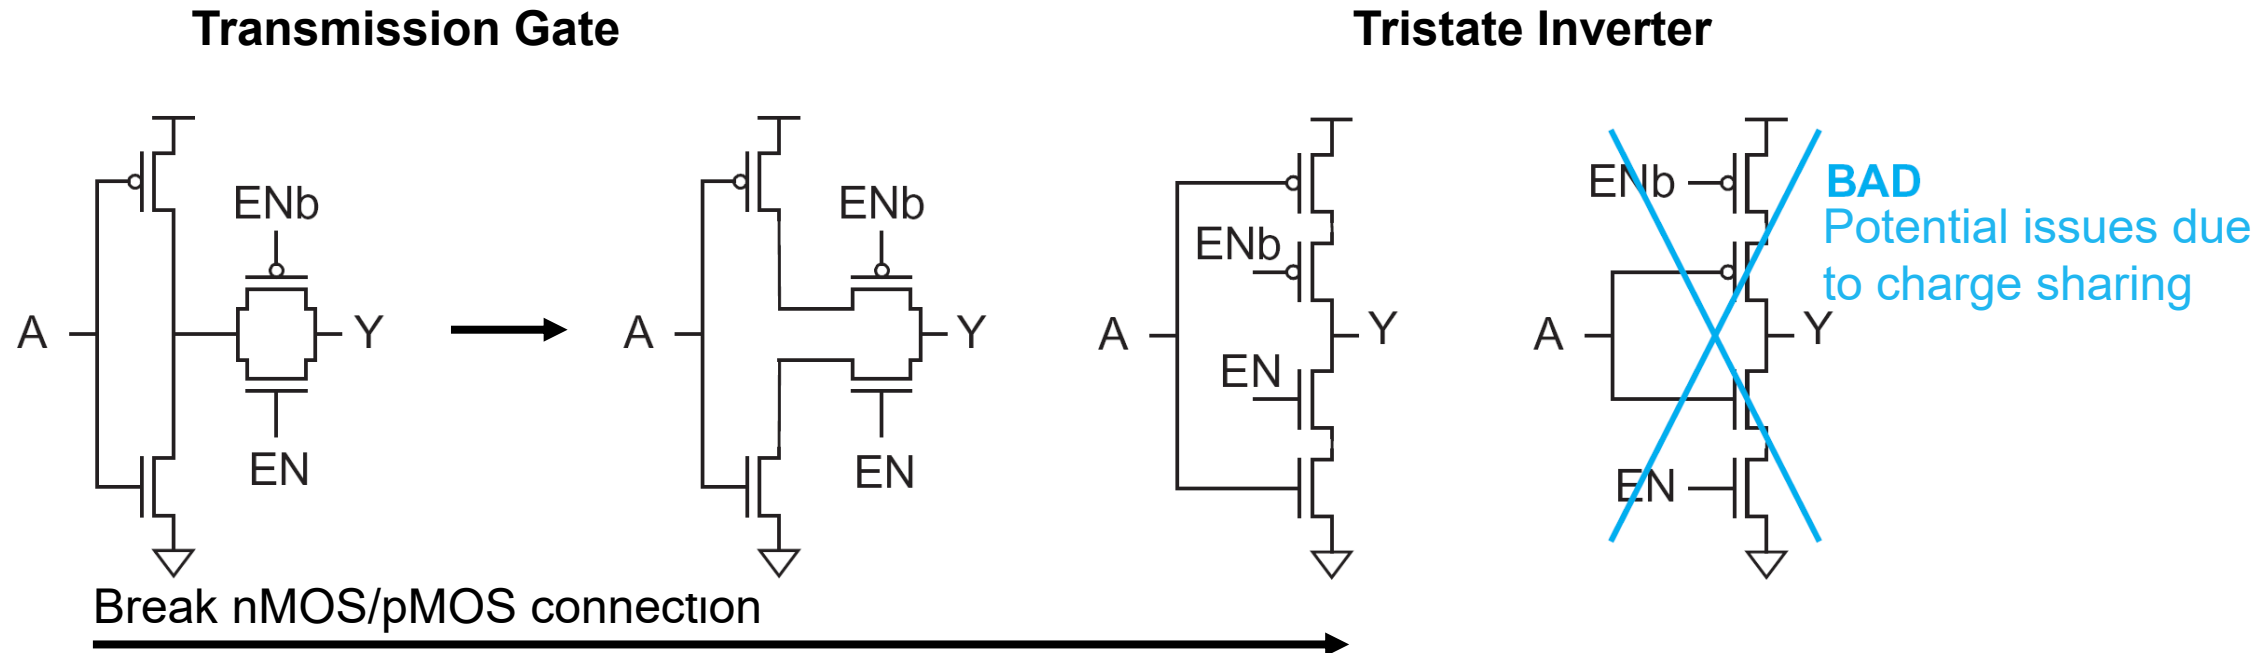 Transmission Gate
Tristate Inverter
ENb
A
Y
EN
ENb
A
Y
EN
ENb
A
Y
EN
ENb
A
Y
EN
BAD
Potential issues due
to charge sharing
Break nMOS/pMOS connection